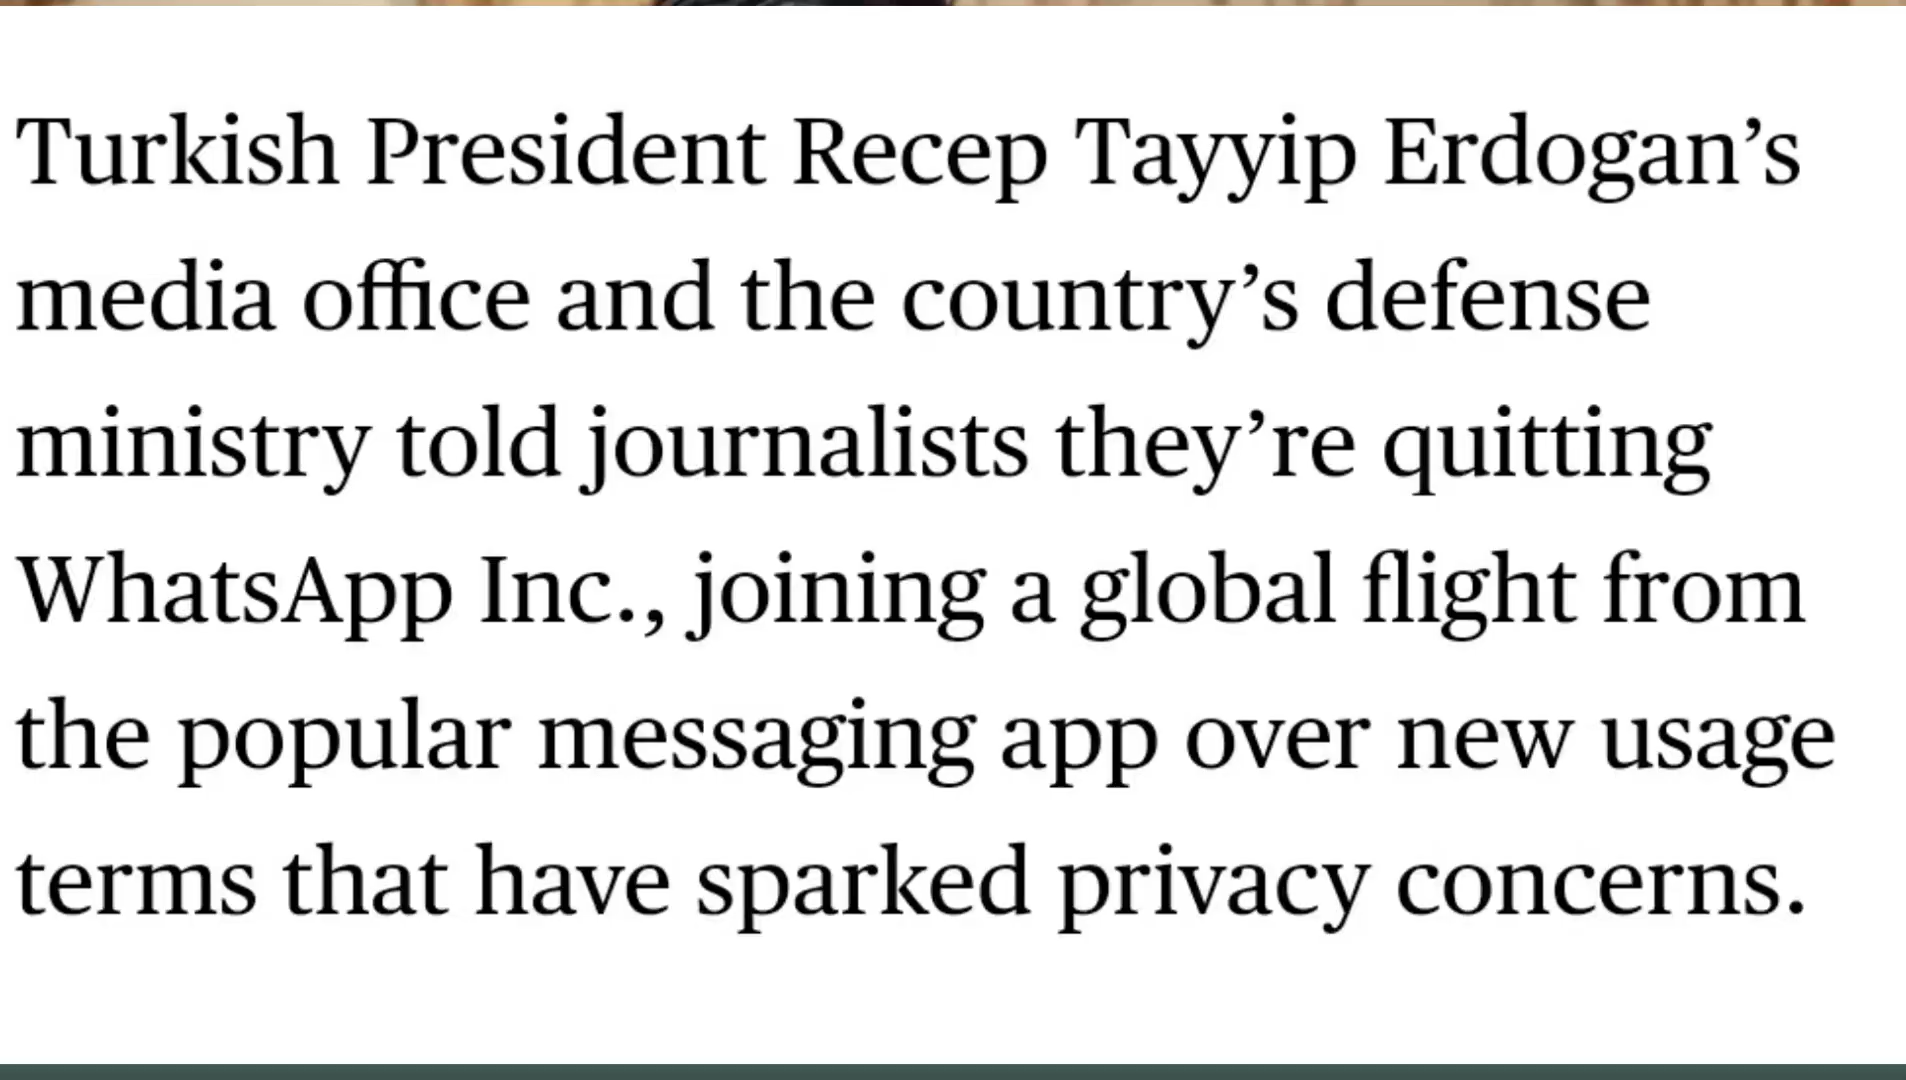 Turkish President Recep Tayyip Erdogan’s
media office and the country’s defense
ministry told journalists they’re quitting
WhatsApp Inc., joining a global flight from
the popular messaging app over new usage
terms that have sparked privacy concerns.